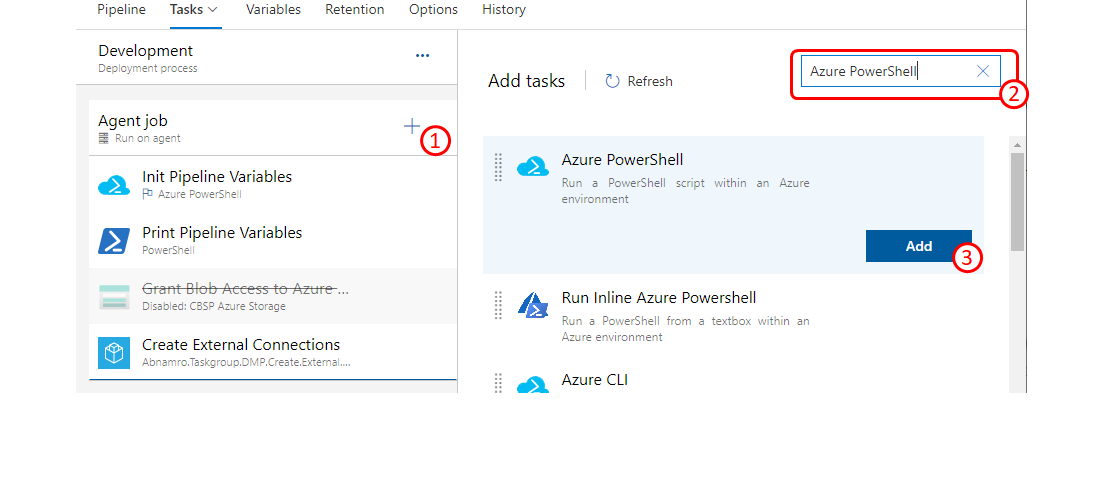 Pipeline Tasks Variables Retention Options History
Development
Deployment process
...
Agent job
Run on agent
1
Init Pipeline Variables
Azure PowerShell
Print Pipeline Variables
PowerShell
Grant Blob Access to Azure ...
Disabled: CBSP Azure Storage
Create External Connections
Abnamro.Taskgroup.DMP.Create.External....
Add tasks
Refresh
Azure PowerShell
2
Azure PowerShell
Run a PowerShell script within an Azure
environment
Add
3
Run Inline Azure Powershell
Run a PowerShell from a textbox within an
Azure environment
Azure CLI